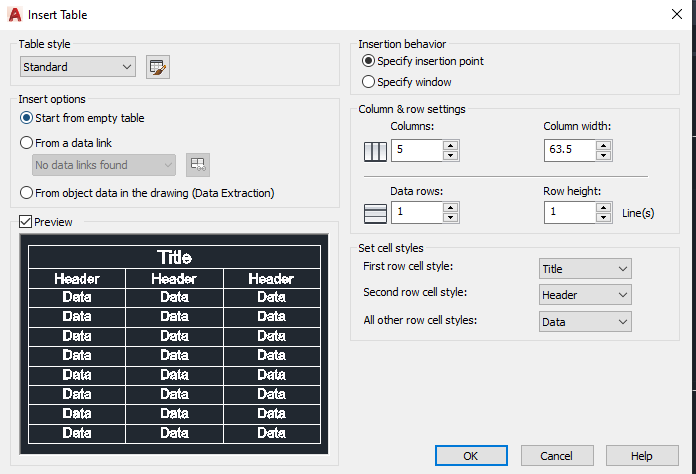 Insert Table
Table style
Standard
Insert options
Start from empty table
From a data link
No data links found
From object data in the drawing (Data Extraction)
Preview
Title
Header Header Header
Data Data Data
Data Data Data
Data Data Data
Data Data Data
Data Data Data
Data Data Data
Data Data Data
Data Data Data
Insertion behavior
Specify insertion point
Specify window
Column & row settings
Columns: Column width:
5 63.5
Data rows: Row height:
1 1 Line(s)
Set cell styles
First row cell style: Title
Second row cell style: Header
All other row cell styles: Data
OK Cancel Help